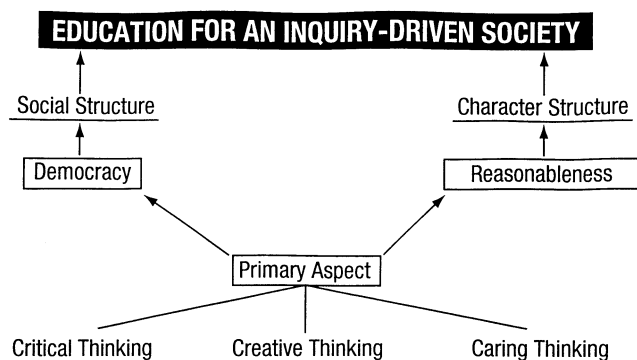 EDUCATION FOR AN INQUIRY-DRIVEN SOCIETY
Social Structure
Character Structure
Democracy
Reasonableness
Primary Aspect
Critical Thinking
Creative Thinking
Caring Thinking